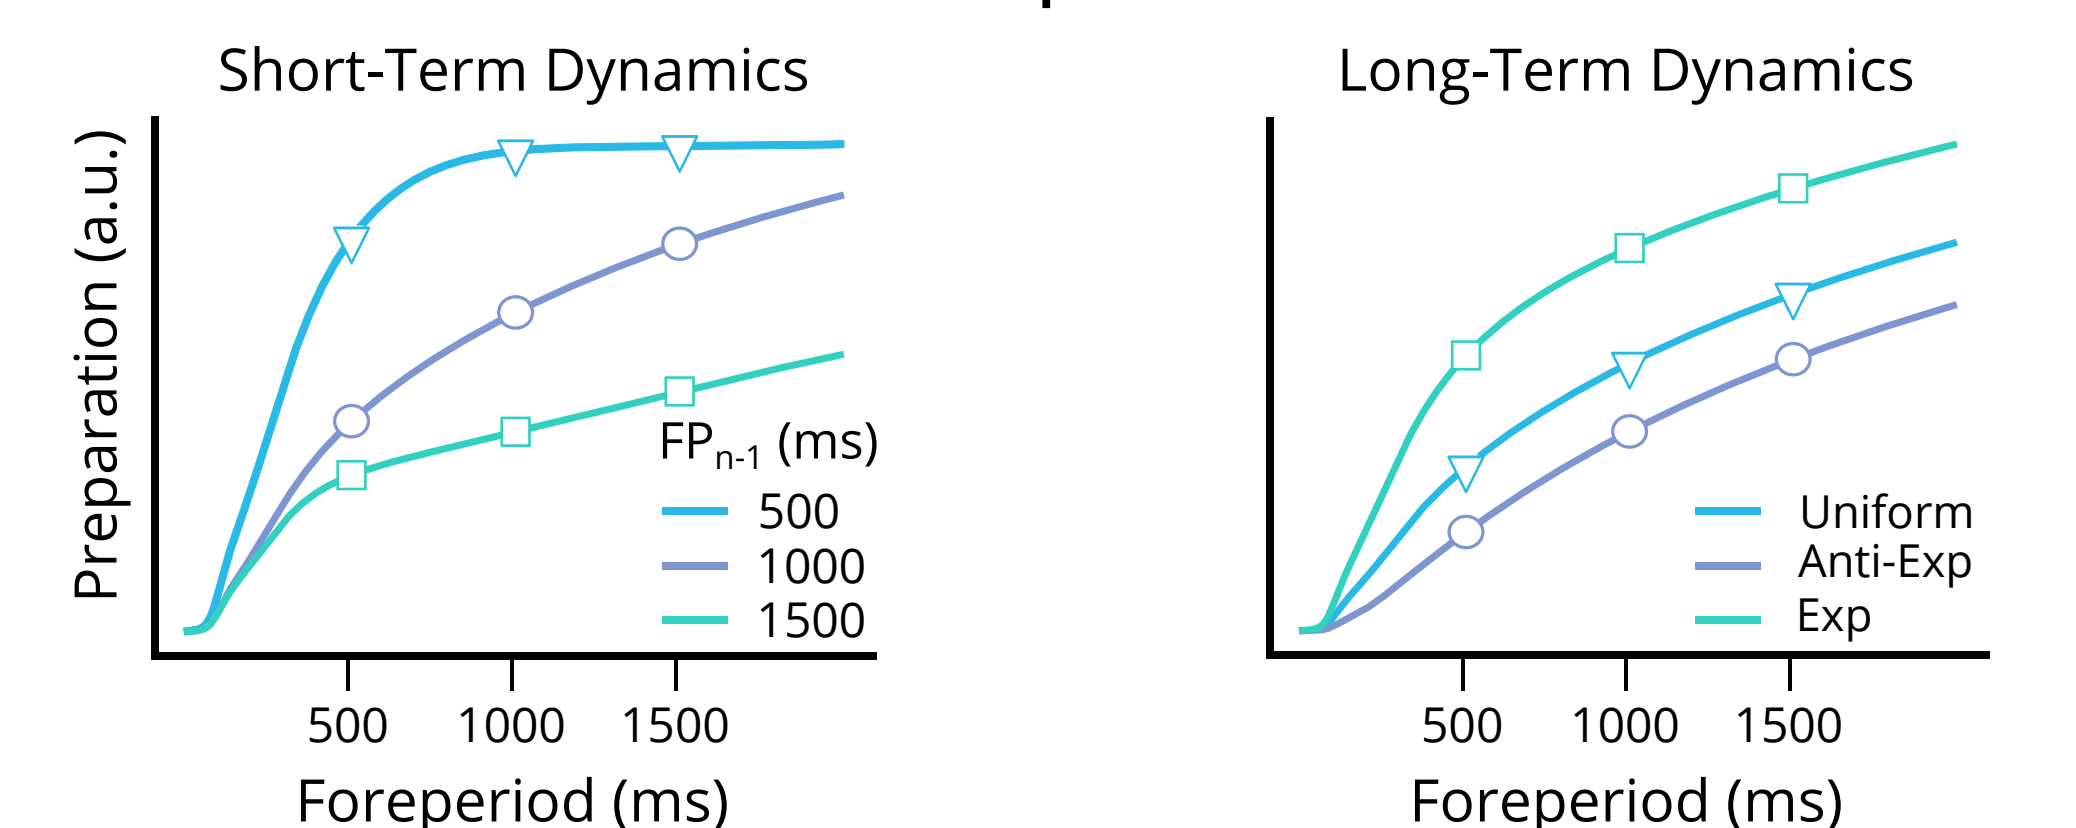 Short-Term Dynamics
Preparation (a.u.)
FPn-1 (ms)
500
1000
1500
500 1000 1500
Foreperiod (ms)
Long-Term Dynamics
Uniform
Anti-Exp
Exp
500 1000 1500
Foreperiod (ms)